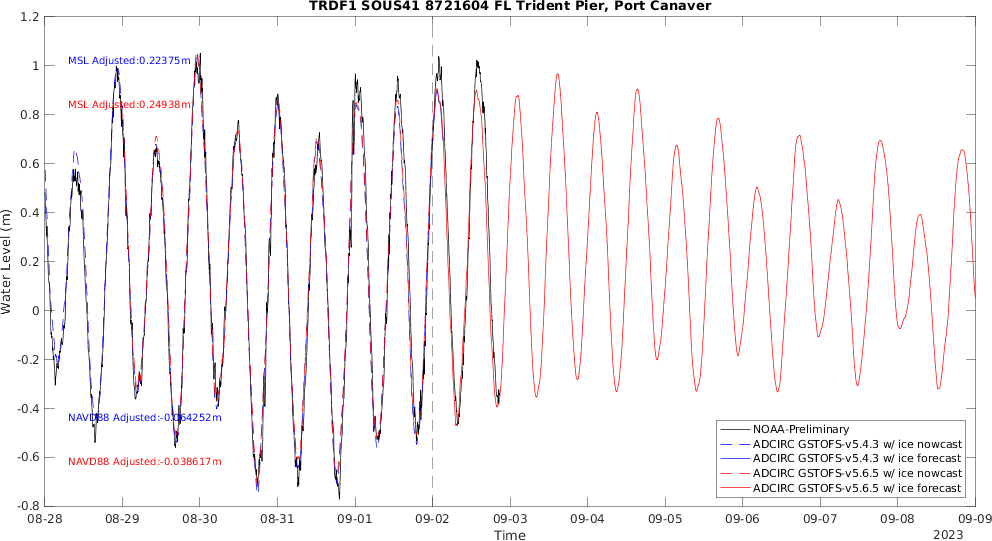 TRDF1 SOUS41 8721604 FL Trident Pier, Port Canaver
1.2
1
0.8
0.6
0.4
0.2
0
-0.2
-0.4
-0.6
-0.8
Water Level (m)
MSL Adjusted:0.22375m
MSL Adjusted:0.24938m
NAVD88 Adjusted:-0.064252m
NAVD88 Adjusted:-0.038617m
NOAA-Preliminary
ADCIRC GSTOFS-v5.4.3 w/ ice nowcast
ADCIRC GSTOFS-v5.4.3 w/ ice forecast
ADCIRC GSTOFS-v5.6.5 w/ ice nowcast
ADCIRC GSTOFS-v5.6.5 w/ ice forecast
08-28 08-29 08-30 08-31 09-01 09-02 09-03 09-04 09-05 09-06 09-07 09-08 09-09
Time
2023